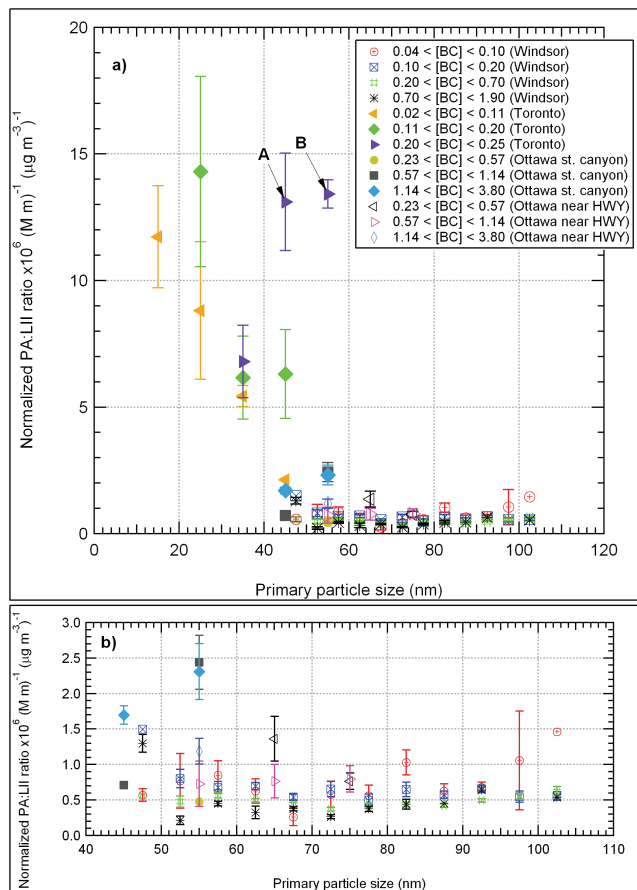 20
15
10
5
0
Normalized PA:LII ratio x10⁶ (M m)⁻¹ (µg m⁻³)⁻¹
a)
A
B
0.04 < [BC] < 0.10 (Windsor)
0.10 < [BC] < 0.20 (Windsor)
0.20 < [BC] < 0.70 (Windsor)
0.70 < [BC] < 1.90 (Windsor)
0.02 < [BC] < 0.11 (Toronto)
0.11 < [BC] < 0.20 (Toronto)
0.20 < [BC] < 0.25 (Toronto)
0.23 < [BC] < 0.57 (Ottawa st. canyon)
0.57 < [BC] < 1.14 (Ottawa st. canyon)
1.14 < [BC] < 3.80 (Ottawa st. canyon)
0.23 < [BC] < 0.57 (Ottawa near HWY)
0.57 < [BC] < 1.14 (Ottawa near HWY)
1.14 < [BC] < 3.80 (Ottawa near HWY)
0 20 40 60 80 100 120
Primary particle size (nm)
b)
3.0
2.5
2.0
1.5
1.0
0.5
0.0
Normalized PA:LII ratio x10⁶ (M m)⁻¹ (µg m⁻³)⁻¹
40 50 60 70 80 90 100 110
Primary particle size (nm)